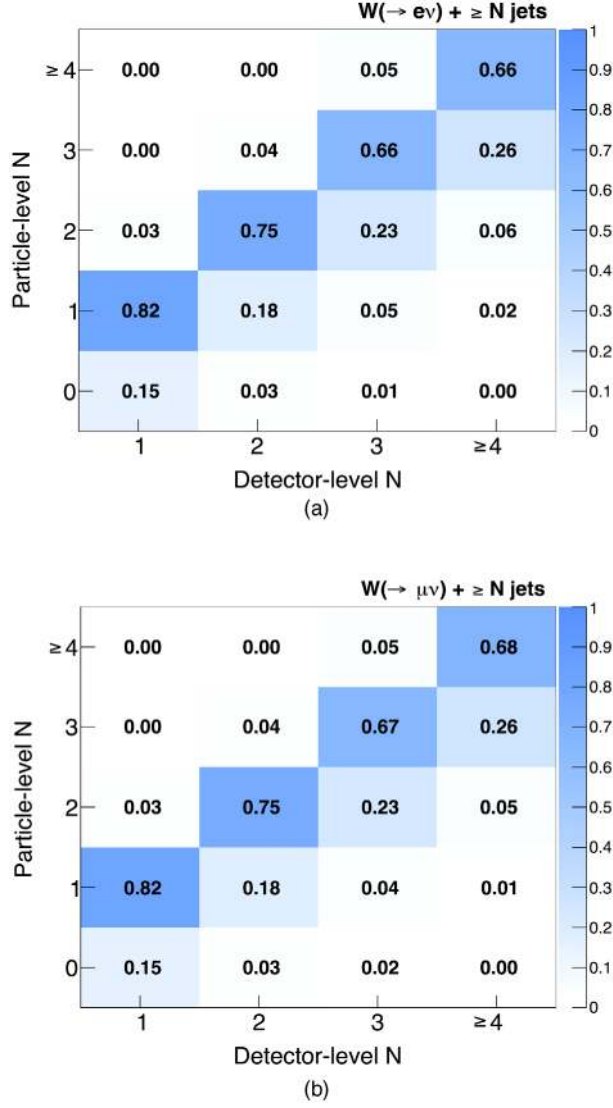 W(→ eν) + ≥ N jets
≥4 0.00 0.00 0.05 0.66 1
3 0.00 0.04 0.66 0.26 0.9
2 0.03 0.75 0.23 0.06 0.8
1 0.82 0.18 0.05 0.02 0.7
0 0.15 0.03 0.01 0.00 0.6
0.5
0.4
0.3
0.2
0.1
0
Particle-level N
1 2 3 ≥4
Detector-level N
(a)
W(→ μν) + ≥ N jets
≥4 0.00 0.00 0.05 0.68 1
3 0.00 0.04 0.67 0.26 0.9
2 0.03 0.75 0.23 0.05 0.8
1 0.82 0.18 0.04 0.01 0.7
0 0.15 0.03 0.02 0.00 0.6
0.5
0.4
0.3
0.2
0.1
0
Particle-level N
1 2 3 ≥4
Detector-level N
(b)